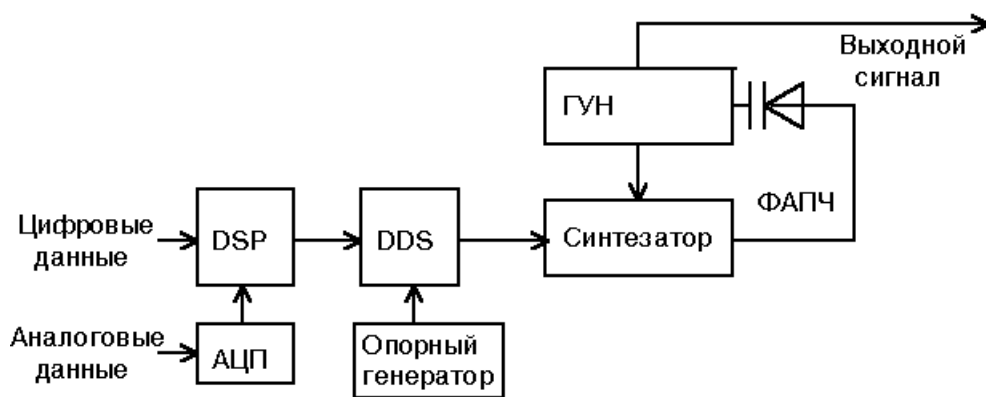 Выходной
сигнал
ГУН
ФАПЧ
Цифровые
данные
DSP
DDS
Синтезатор
Аналоговые
данные
АЦП
Опорный
генератор